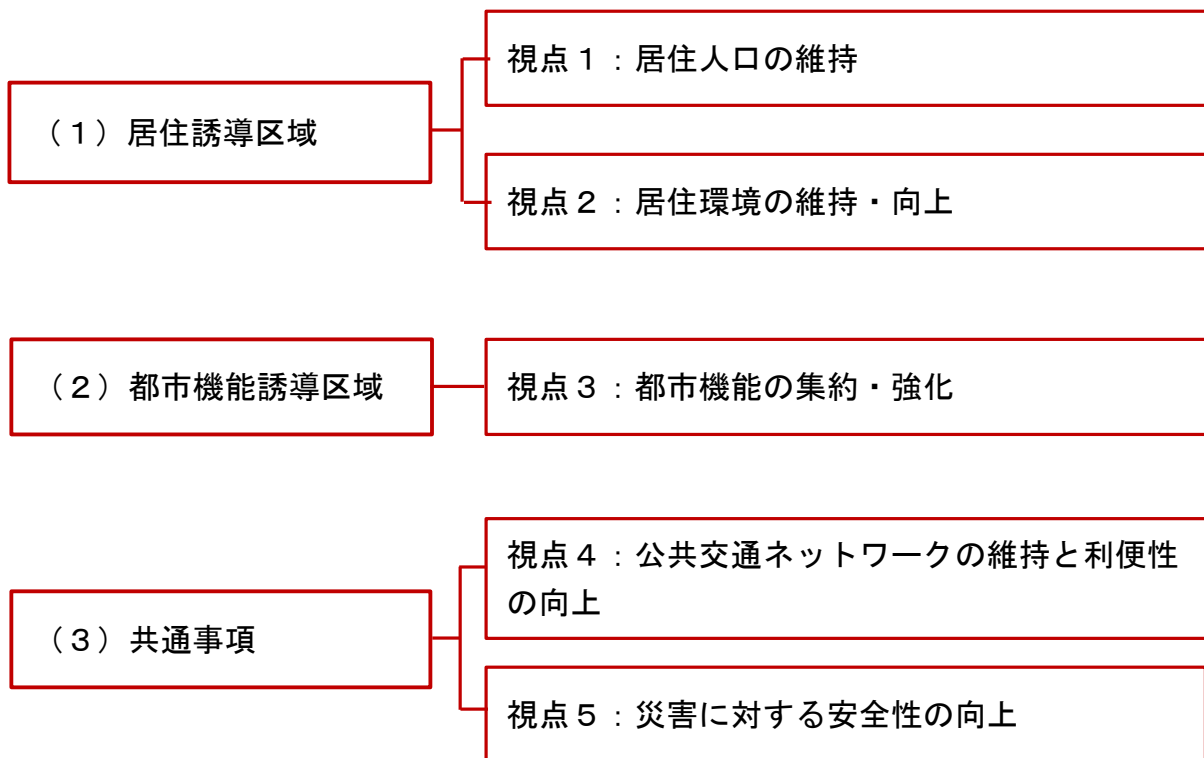 視点１：居住人口の維持
（１）居住誘導区域
視点２：居住環境の維持・向上
（２）都市機能誘導区域
視点３：都市機能の集約・強化
視点４：公共交通ネットワークの維持と利便性
の向上
（３）共通事項
視点５：災害に対する安全性の向上